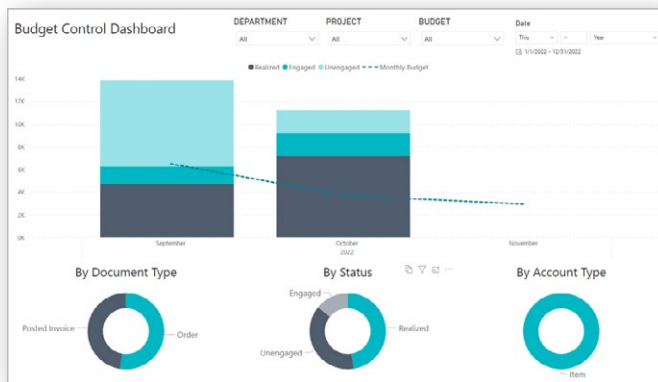 Budget Control Dashboard
DEPARTMENT
PROJECT
BUDGET
Date
All
All
All
This
-
Year
1/1/2022 - 12/31/2022
Realized Engaged Unengaged Monthly Budget
14K
12K
10K
8K
6K
4K
2K
0K
September
October
November
2022
By Document Type
By Status
By Account Type
Posted Invoice
Order
Engaged
Unengaged
Realized
Item